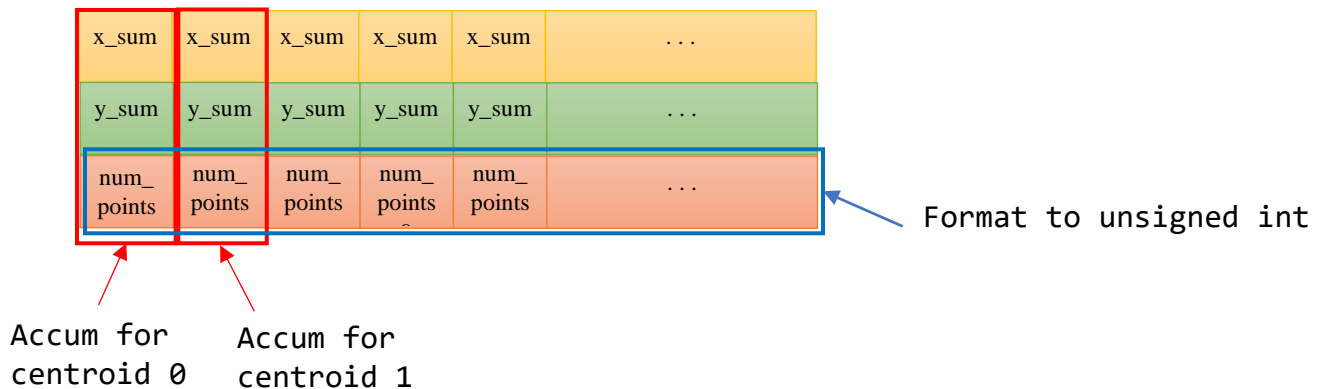 x_sum x_sum x_sum x_sum x_sum ...
y_sum y_sum y_sum y_sum y_sum ...
num_ num_ num_ num_ num_ ...
points points points points points
Format to unsigned int
Accum for Accum for
centroid 0 centroid 1